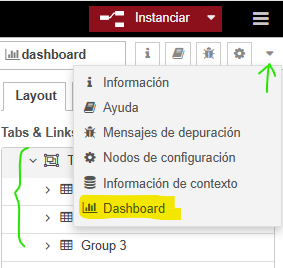 Instanciar
dashboard
i
Información
Layout
Ayuda
Tabs & Links
Mensajes de depuración
Nodos de configuración
Información de contexto
Dashboard
Group 3